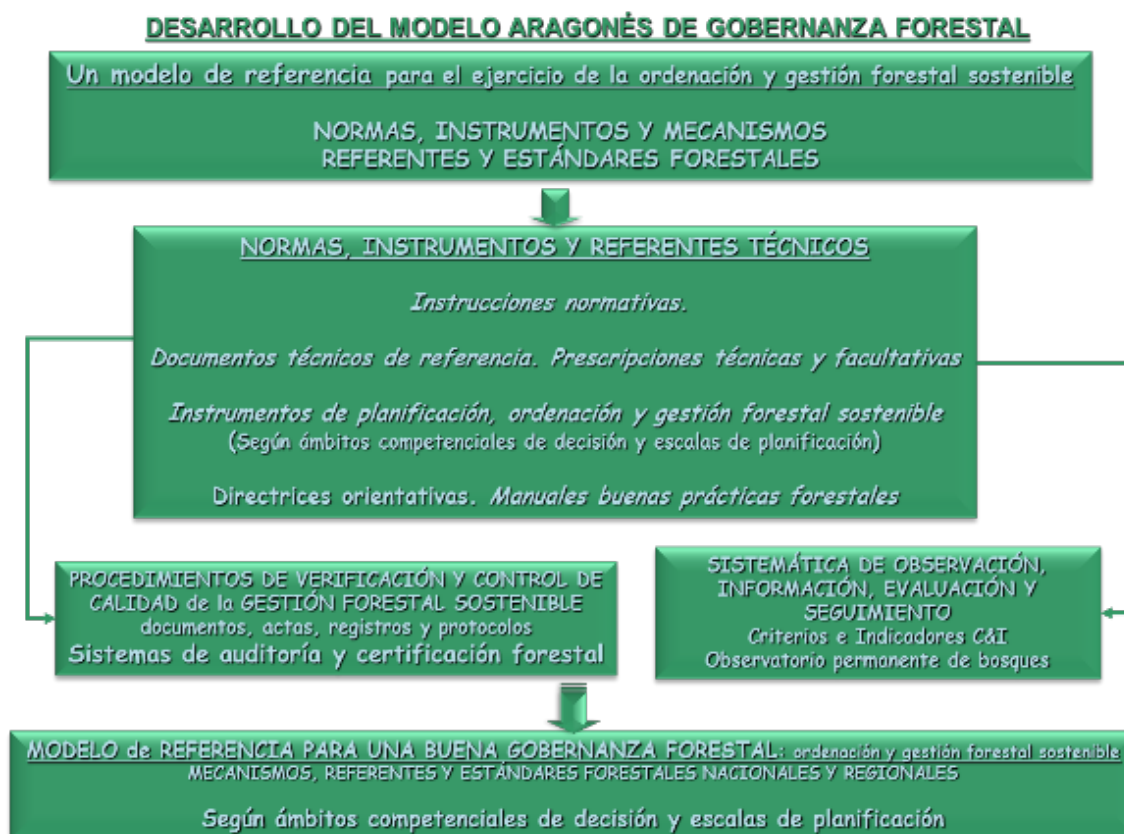 DESARROLLO DEL MODELO ARAGONÉS DE GOBERNANZA FORESTAL
Un modelo de referencia para el ejercicio de la ordenación y gestión forestal sostenible
NORMAS, INSTRUMENTOS Y MECANISMOS
REFERENTES Y ESTÁNDARES FORESTALES
NORMAS, INSTRUMENTOS Y REFERENTES TÉCNICOS
Instrucciones normativas.
Documentos técnicos de referencia. Prescripciones técnicas y facultativas
Instrumentos de planificación, ordenación y gestión forestal sostenible
(Según ámbitos competenciales de decisión y escalas de planificación)
Directrices orientativas. Manuales buenas prácticas forestales
PROCEDIMIENTOS DE VERIFICACIÓN Y CONTROL DE
CALIDAD de la GESTIÓN FORESTAL SOSTENIBLE
documentos, actas, registros y protocolos
Sistemas de auditoría y certificación forestal
SISTEMÁTICA DE OBSERVACIÓN,
INFORMACIÓN, EVALUACIÓN Y
SEGUIMIENTO
Criterios e Indicadores C&I
Observatorio permanente de bosques
MODELO de REFERENCIA PARA UNA BUENA GOBERNANZA FORESTAL: ordenación y gestión forestal sostenible
MECANISMOS, REFERENTES Y ESTÁNDARES FORESTALES NACIONALES Y REGIONALES
Según ámbitos competenciales de decisión y escalas de planificación